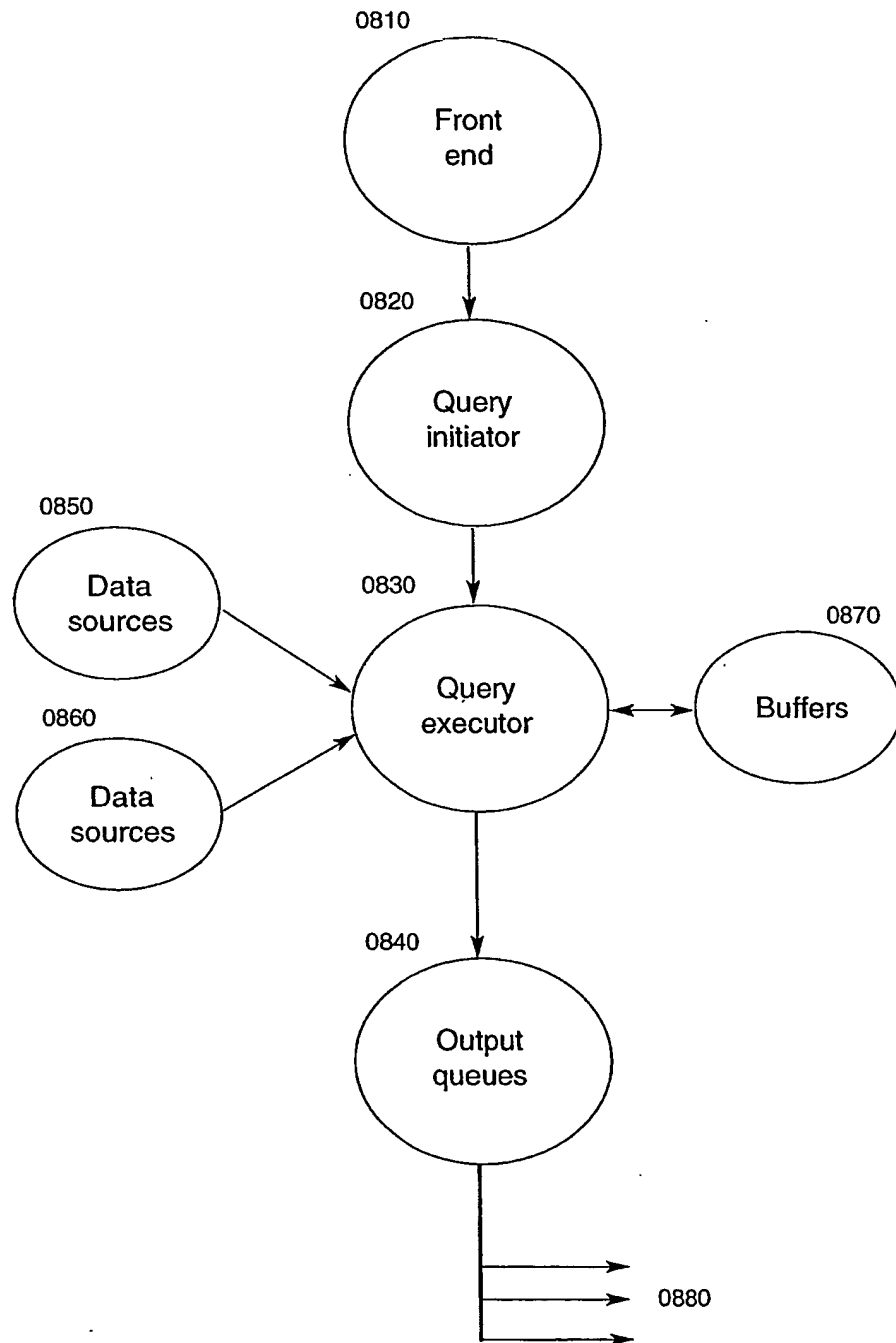 0810
Front
end
0820
Query
initiator
0850
Data
sources
0830
Query
executor
0870
Buffers
0860
Data
sources
0840
Output
queues
0880